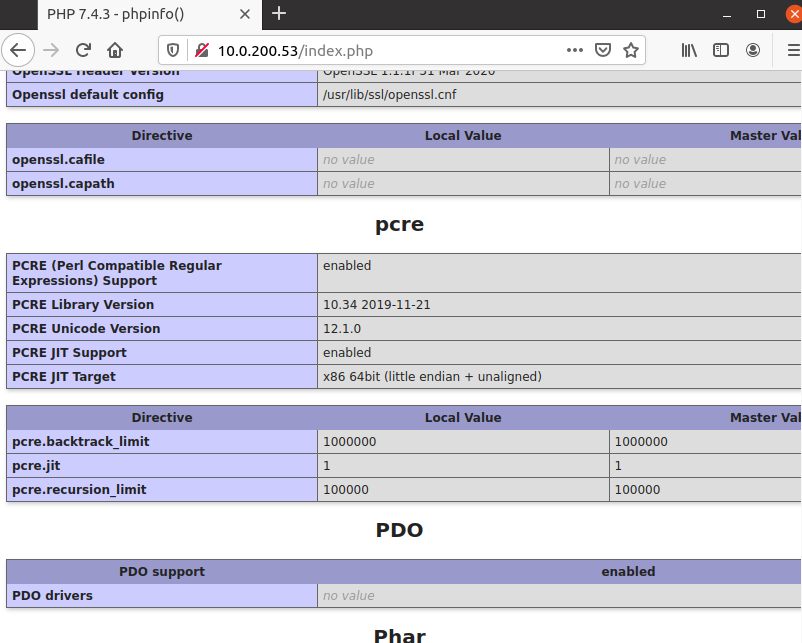 PHP 7.4.3 - phpinfo()
10.0.200.53/index.php
OpenSSL Header Version OpenSSL 1.1.1f 31 Mar 2020
Openssl default config /usr/lib/ssl/openssl.cnf
Directive Local Value Master Val
openssl.cafile no value no value
openssl.capath no value no value
pcre
PCRE (Perl Compatible Regular
Expressions) Support enabled
PCRE Library Version 10.34 2019-11-21
PCRE Unicode Version 12.1.0
PCRE JIT Support enabled
PCRE JIT Target x86 64bit (little endian + unaligned)
Directive Local Value Master Val
pcre.backtrack_limit 1000000 1000000
pcre.jit 1 1
pcre.recursion_limit 100000 100000
PDO
PDO support enabled
PDO drivers no value
Phar